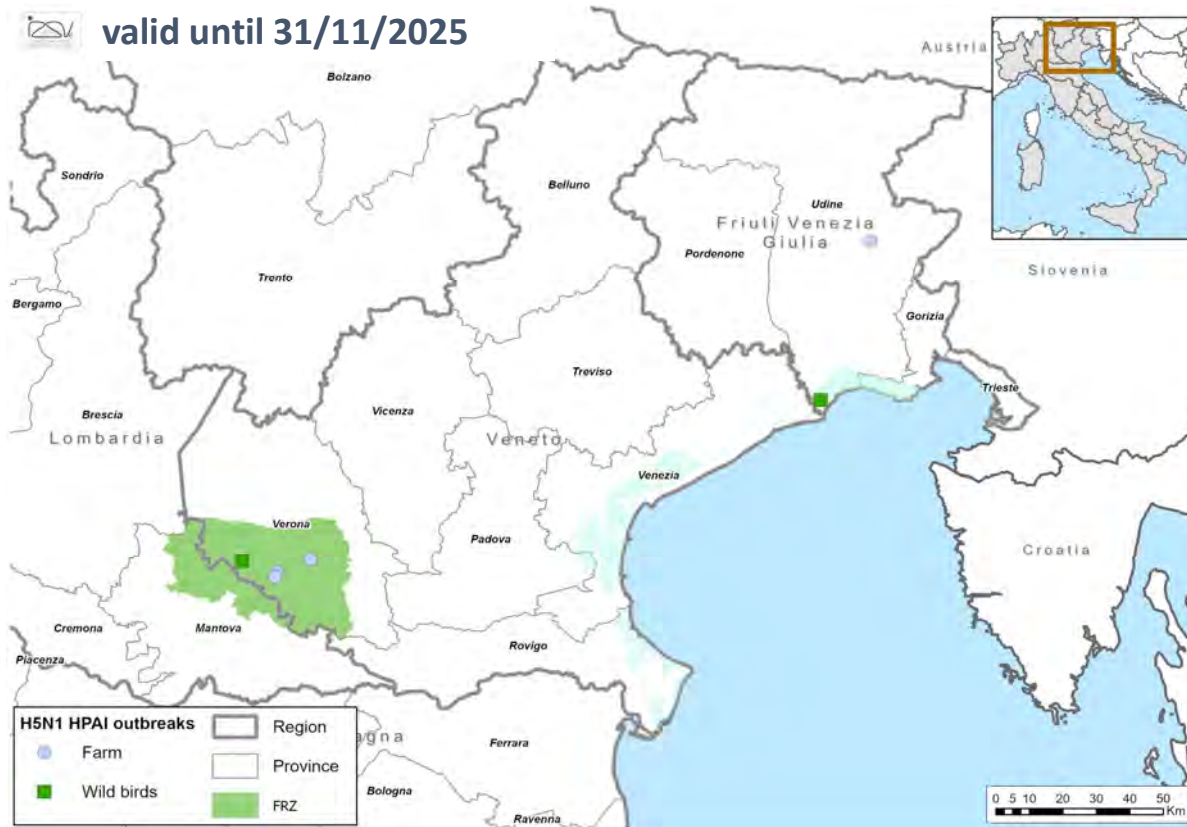 valid until 31/11/2025
Austria
Bolzano
Sondrio
Belluno
Udine
Friuli Venezia
Giulia
Pordenone
Slovenia
Trento
Bergamo
Gorizia
Treviso
Trieste
Brescia
Lombardia
Vicenza
Veneto
Venezia
Verona
Padova
Croatia
Cremona
Mantova
Rovigo
Piacenza
H5N1 HPAI outbreaks
Farm
Wild birds
Region
Province
FRZ
agna
Ferrara
Bologna
Ravenna
0 5 10 20 30 40 50
Km